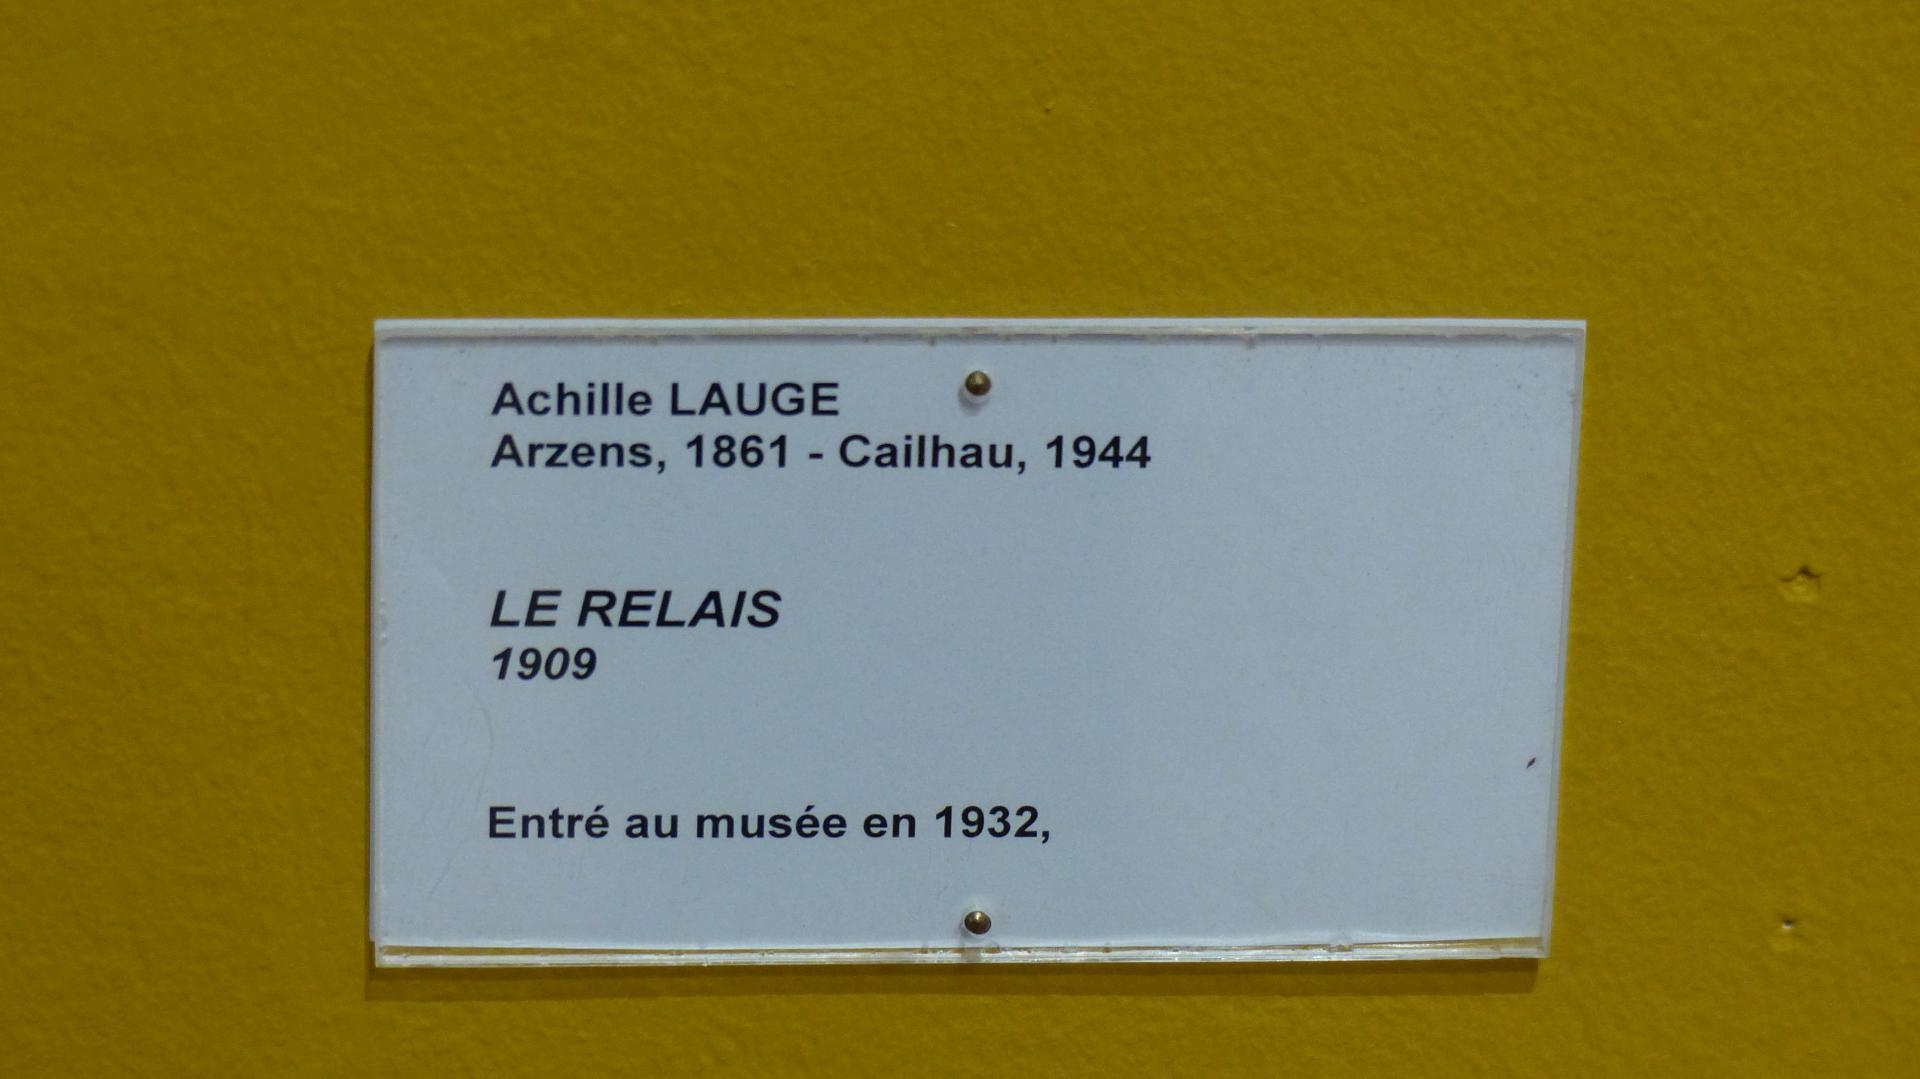 Achille LAUGE
Arzens, 1861 - Cailhau, 1944
LE RELAIS
1909
Entré au musée en 1932,